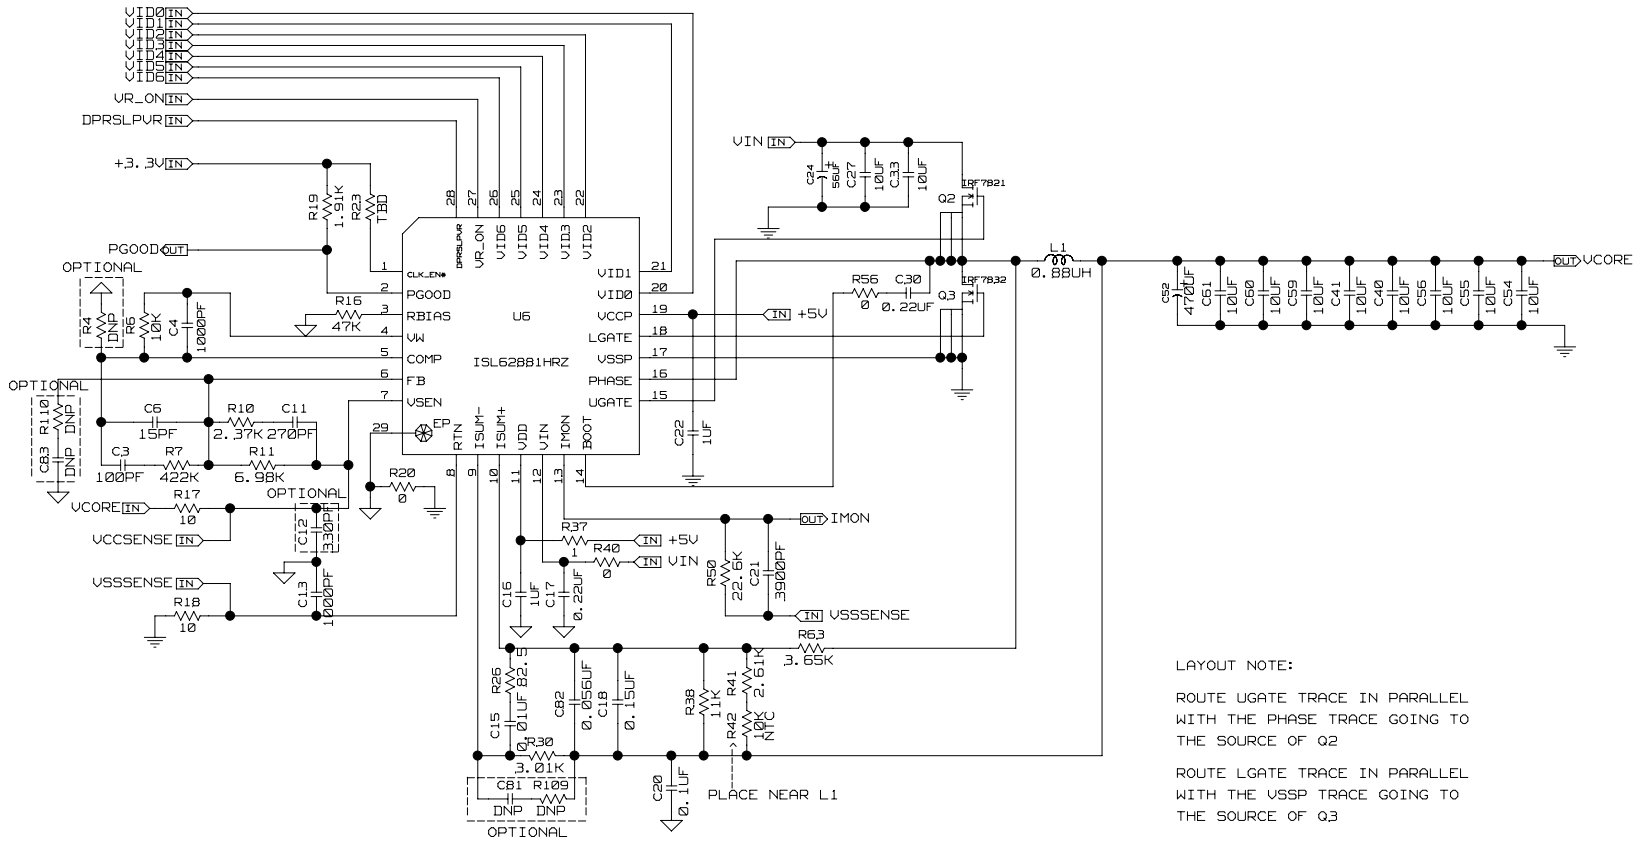 VID0 IN
VID1 IN
VID2 IN
VID3 IN
VID4 IN
VID5 IN
VID6 IN
VR_ON IN
DPRSLPVR IN
+3.3V IN
R19
1.91K
R23
TBD
PGOOD OUT
OPTIONAL
R4
DNP
R6
10K
C4
1000PF
R16
47K
28
27
26
25
24
23
22
DPRSLPVR
VR_ON
VID6
VID5
VID4
VID3
VID2
1
CLK_EN#
2
PGOOD
3
RBIAS
4
VW
5
COMP
6
FB
7
VSEN
29
EP
U6
ISL62881HRZ
VID1
21
VID0
20
VCCP
19
LGATE
18
VSSP
17
PHASE
16
UGATE
15
RTN
ISUM-
ISUM+
VDD
VIN
IMON
BOOT
8
9
10
11
12
13
14
VIN IN
C24
56UF
+
C27
10UF
C33
10UF
IRF7821
Q2
IRF7832
Q3
R56
0
C30
0.22UF
IN +5V
C22
1UF
L1
0.88UH
OUT VCORE
C52
470UF
C61
10UF
C60
10UF
C59
10UF
C41
10UF
C40
10UF
C56
10UF
C55
10UF
C54
10UF
OPTIONAL
R110
DNP
C83
DNP
C6
15PF
R10
2.37K
C11
270PF
C3
100PF
R7
422K
R11
6.98K
R20
0
VCORE IN
R17
10
OPTIONAL
C12
330PF
VCCSENSE IN
VSSSENSE IN
C13
1000PF
R18
10
R37
1
IN +5V
R40
0
IN VIN
C16
1UF
C17
0.22UF
OUT IMON
R50
22.6K
C21
3900PF
IN VSSSENSE
R63
3.65K
R26
82.5
C15
0.01UF
C82
0.056UF
C18
0.15UF
R38
11K
R41
2.61K
R42
10K
NTC
R30
3.01K
C81
DNP
R109
DNP
OPTIONAL
C20
0.1UF
PLACE NEAR L1
LAYOUT NOTE:
ROUTE UGATE TRACE IN PARALLEL
WITH THE PHASE TRACE GOING TO
THE SOURCE OF Q2
ROUTE LGATE TRACE IN PARALLEL
WITH THE VSSP TRACE GOING TO
THE SOURCE OF Q3